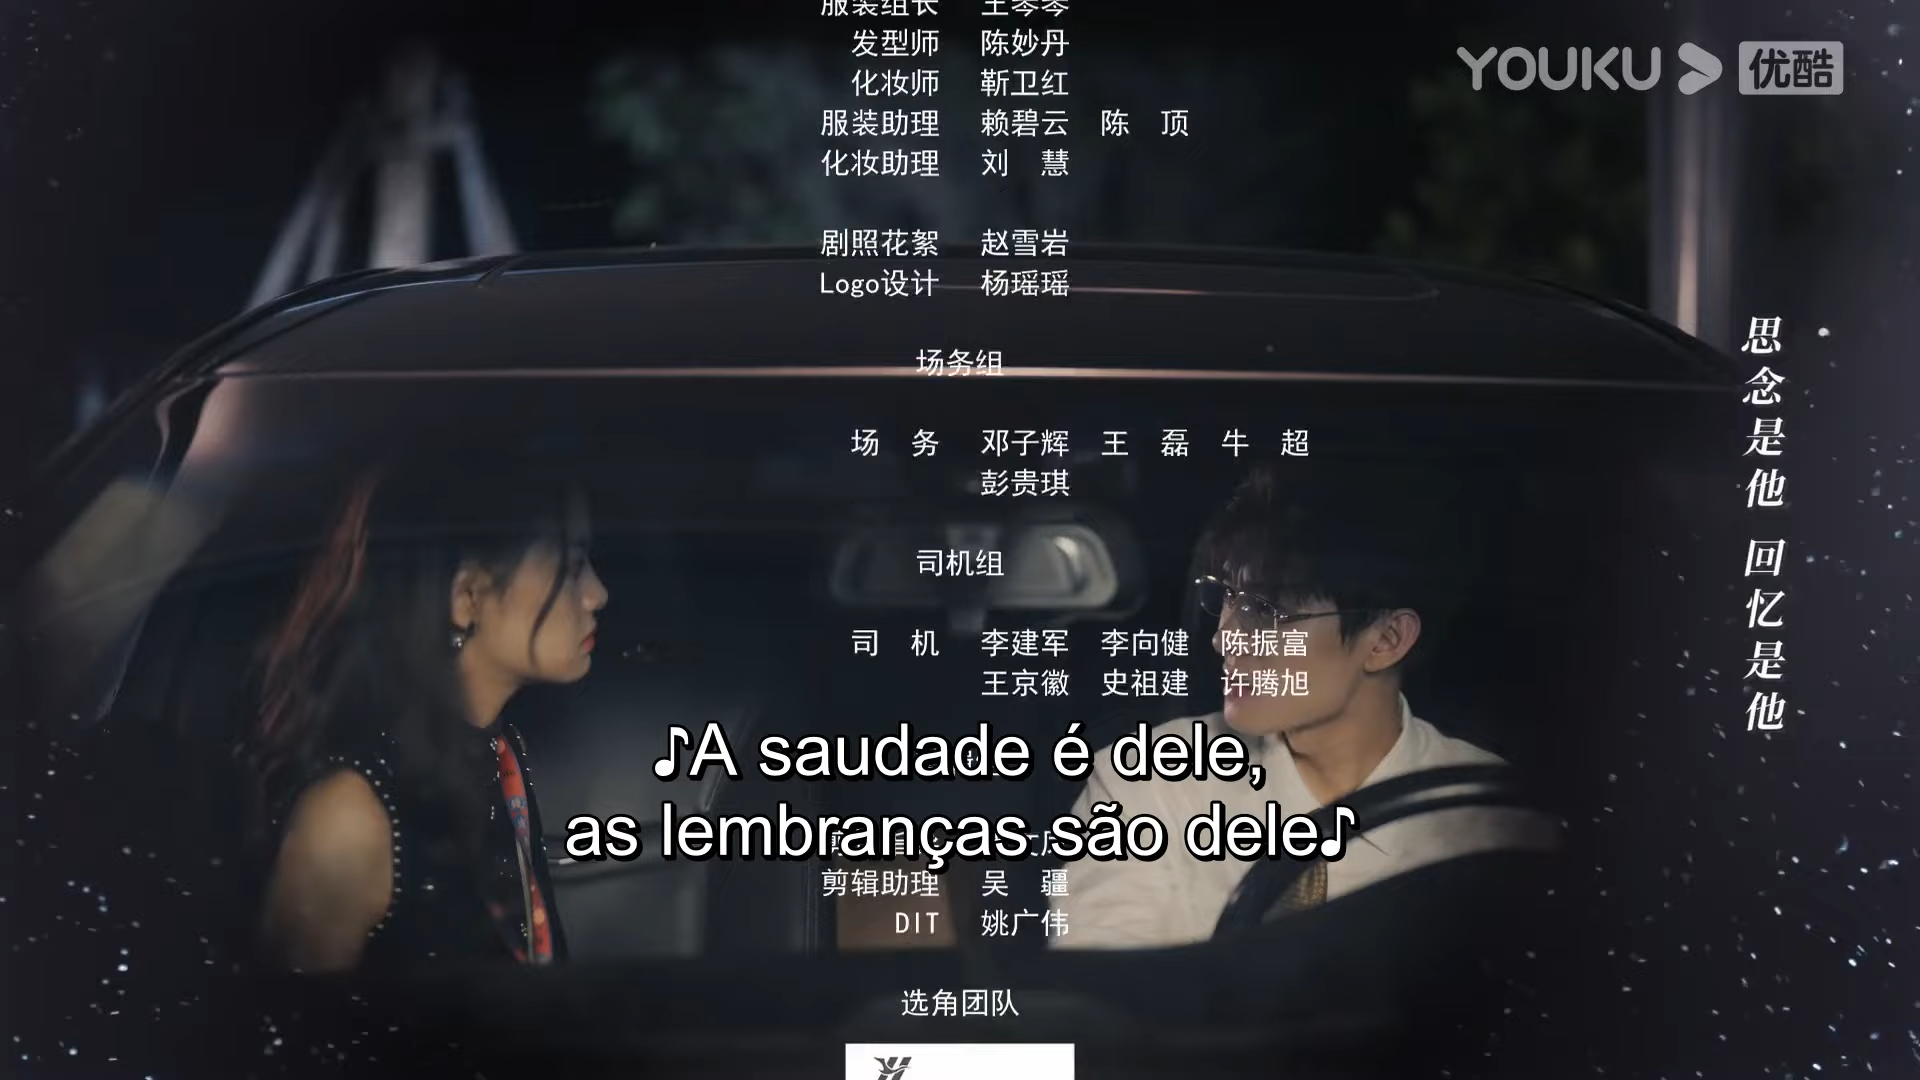 服装组长 王琴琴
发型师 陈妙丹
YOUKU 优酷
化妆师 靳卫红
服装助理 赖碧云 陈 顶
化妆助理 刘 慧
剧照花絮 赵雪岩
Logo设计 杨瑶瑶
场务组
场 务 邓子辉 王 磊 牛 超
彭贵琪
司机组
司 机 李建军 李向健 陈振富
王京徽 史祖建 许腾旭
思念是他 回忆是他
♪A saudade é dele,
as lembranças são dele♪
剪辑助理 吴 疆
DIT 姚广伟
选角团队